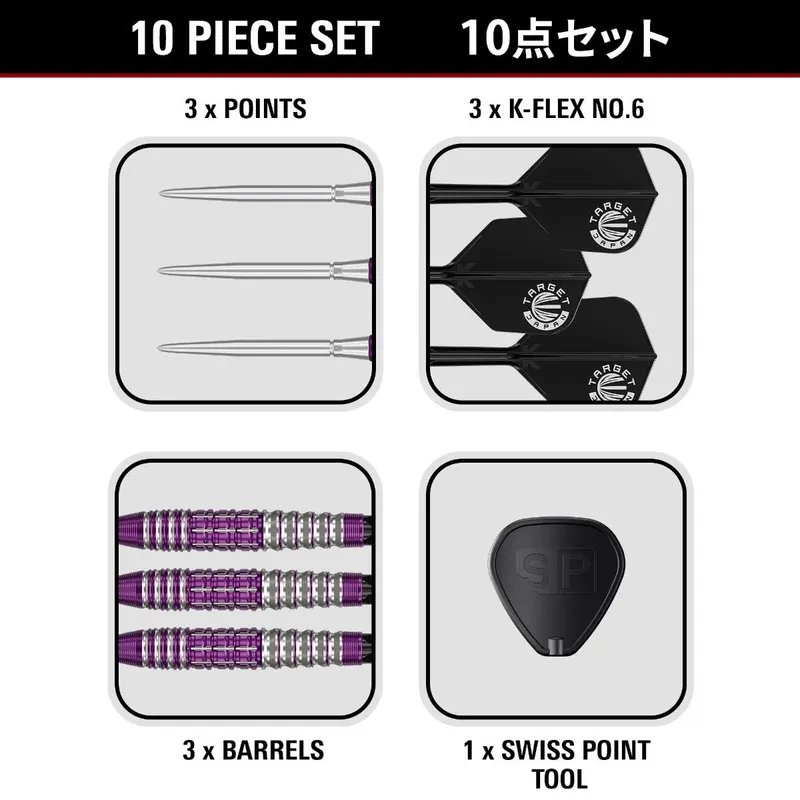 10 PIECE SET 10点セット
3 x POINTS
3 x K-FLEX NO.6
TARGET
JAPAN
TARGET
JAPAN
TARGET
3 x BARRELS
SP
1 x SWISS POINT
TOOL